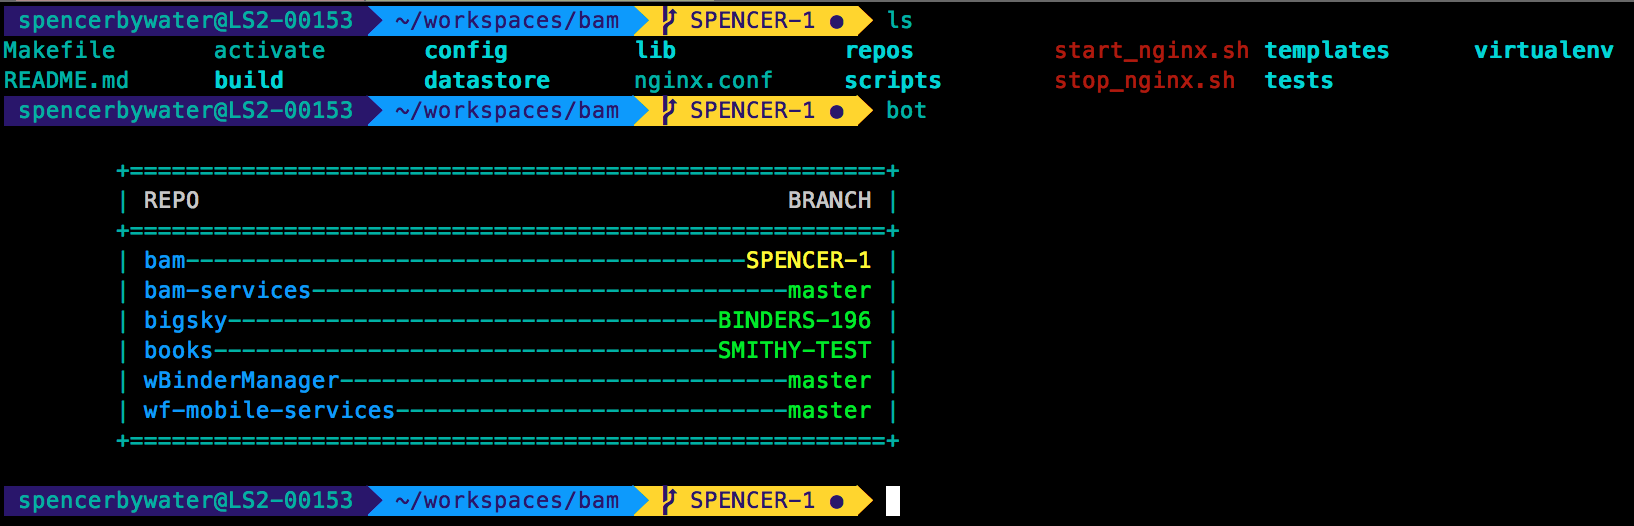 spencerbywater@LS2-00153 ~/workspaces/bam SPENCER-1 ● ls
Makefile activate config lib repos start_nginx.sh templates virtualenv
README.md build datastore nginx.conf scripts stop_nginx.sh tests
spencerbywater@LS2-00153 ~/workspaces/bam SPENCER-1 ● bot
+======================================================+
| REPO                                          BRANCH |
+======================================================+
| bam----------------------------------------SPENCER-1 |
| bam-services----------------------------------master |
| bigsky-----------------------------------BINDERS-196 |
| books------------------------------------SMITHY-TEST |
| wBinderManager--------------------------------master |
| wf-mobile-services----------------------------master |
+======================================================+
spencerbywater@LS2-00153 ~/workspaces/bam SPENCER-1 ●